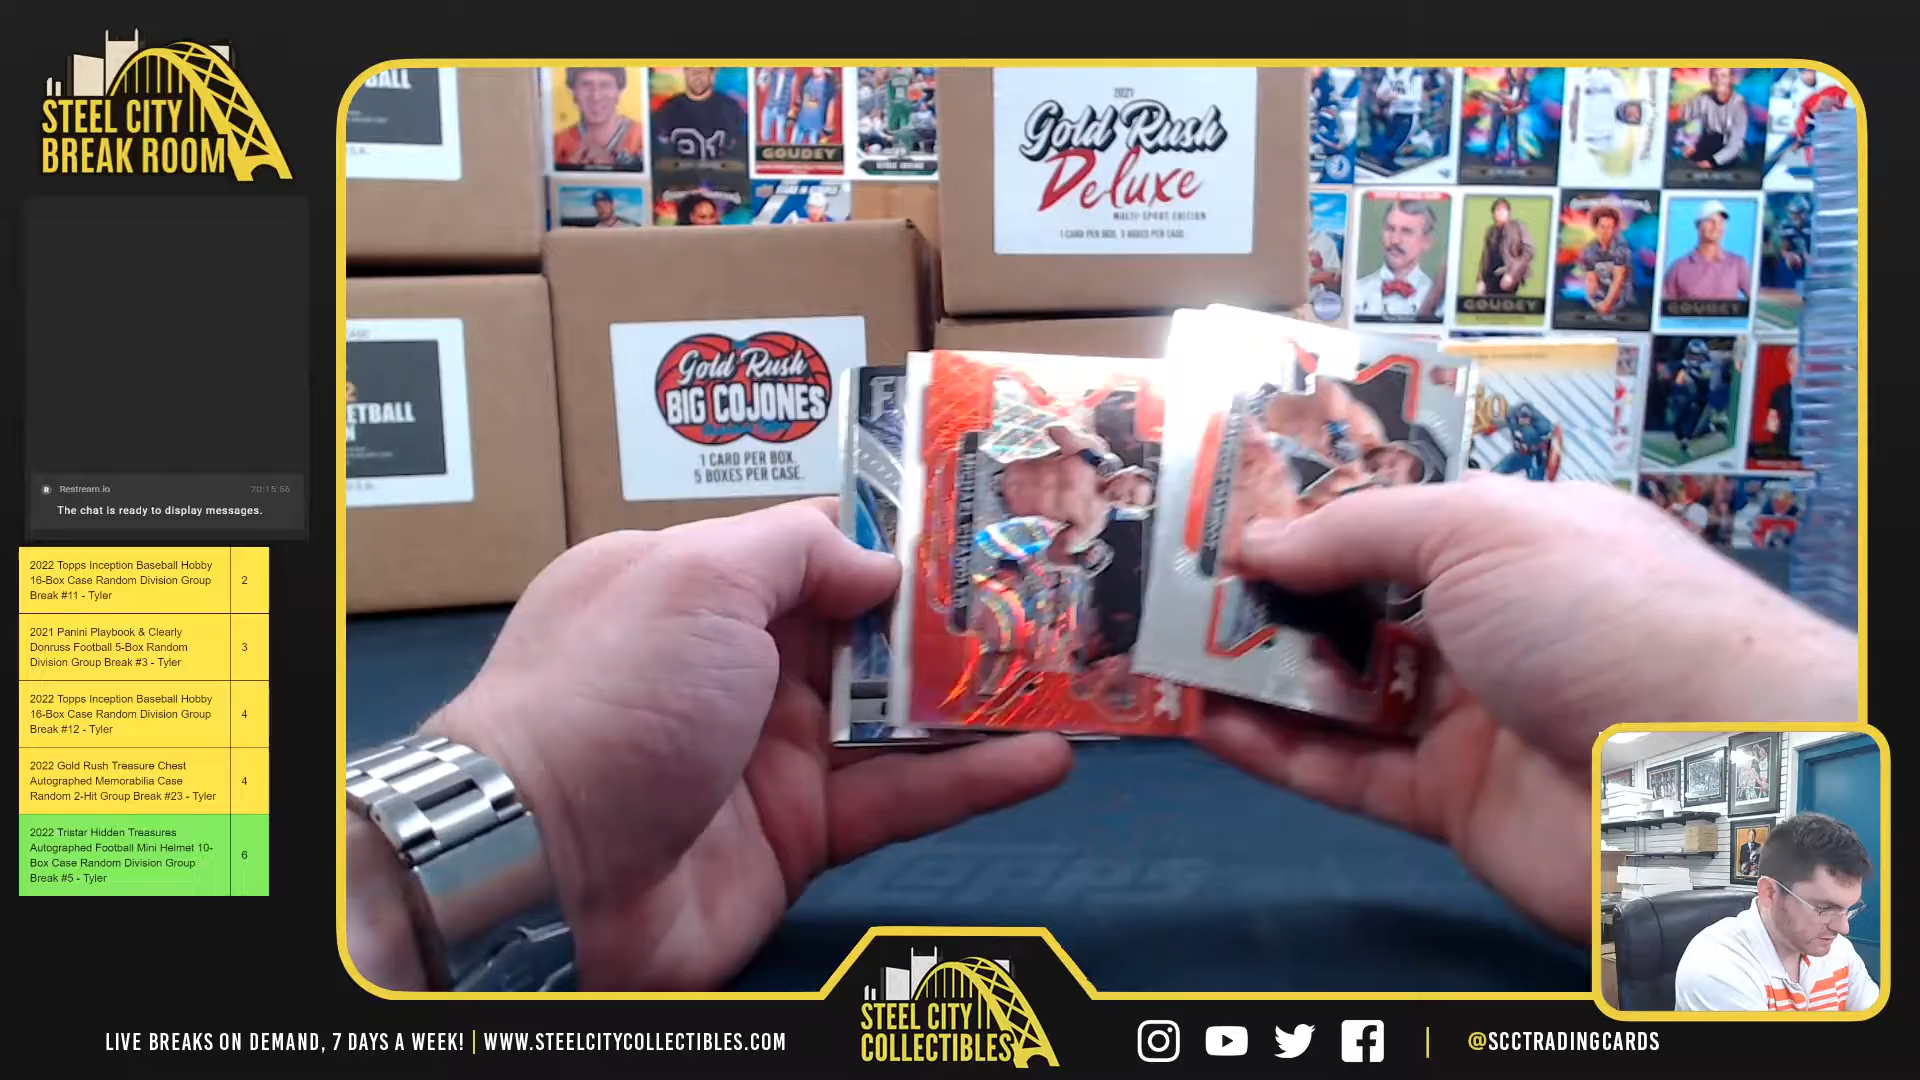 STEEL CITY
BREAK ROOM
Restream.io
20:15:56
The chat is ready to display messages.
2022 Topps Inception Baseball Hobby
16-Box Case Random Division Group
Break #11 - Tyler
2
2021 Panini Playbook & Clearly
Donruss Football 5-Box Random
Division Group Break #3 - Tyler
3
2022 Topps Inception Baseball Hobby
16-Box Case Random Division Group
Break #12 - Tyler
4
2022 Gold Rush Treasure Chest
Autographed Memorabilia Case
Random 2-Hit Group Break #23 - Tyler
4
2022 Tristar Hidden Treasures
Autographed Football Mini Helmet 10-
Box Case Random Division Group
Break #5 - Tyler
6
GOUDEY
2021
Gold Rush
Deluxe
MULTI-SPORT EDITION
1 CARD PER BOX. 5 BOXES PER CASE.
GOUDEY
GOUDEY
Gold Rush
BIG COJONES
1 CARD PER BOX.
5 BOXES PER CASE.
LIVE BREAKS ON DEMAND, 7 DAYS A WEEK! | WWW.STEELCITYCOLLECTIBLES.COM
STEEL CITY
COLLECTIBLES
@SCCTRADINGCARDS